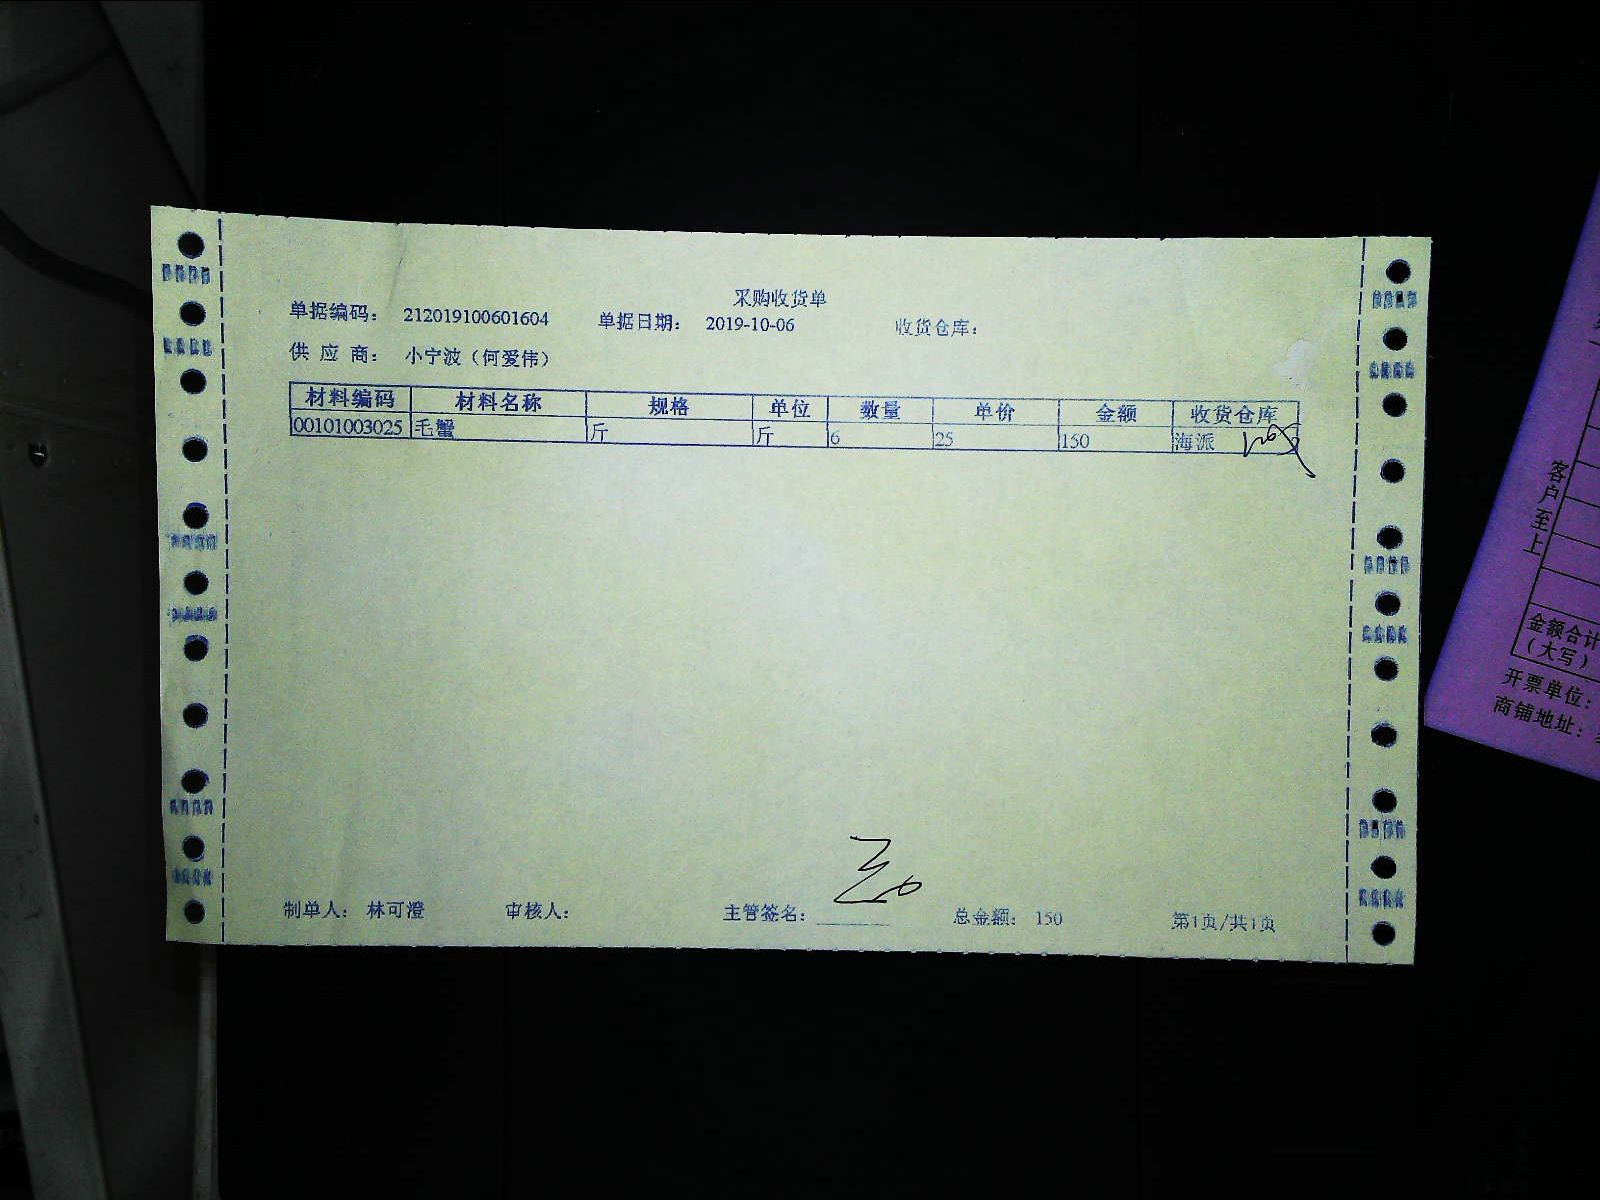 采购收货单
单据编码： 212019100601604 单据日期： 2019-10-06 收货仓库：
供 应 商： 小宁波（何爱伟）
材料编码 材料名称 规格 单位 数量 单价 金额 收货仓库
00101003025 毛蟹 斤 斤 6 25 150 海派
制单人： 林可澄 审核人： 主管签名： 总金额： 150 第1页/共1页
客户至上
金额合计
（大写）
开票单位：
商铺地址：